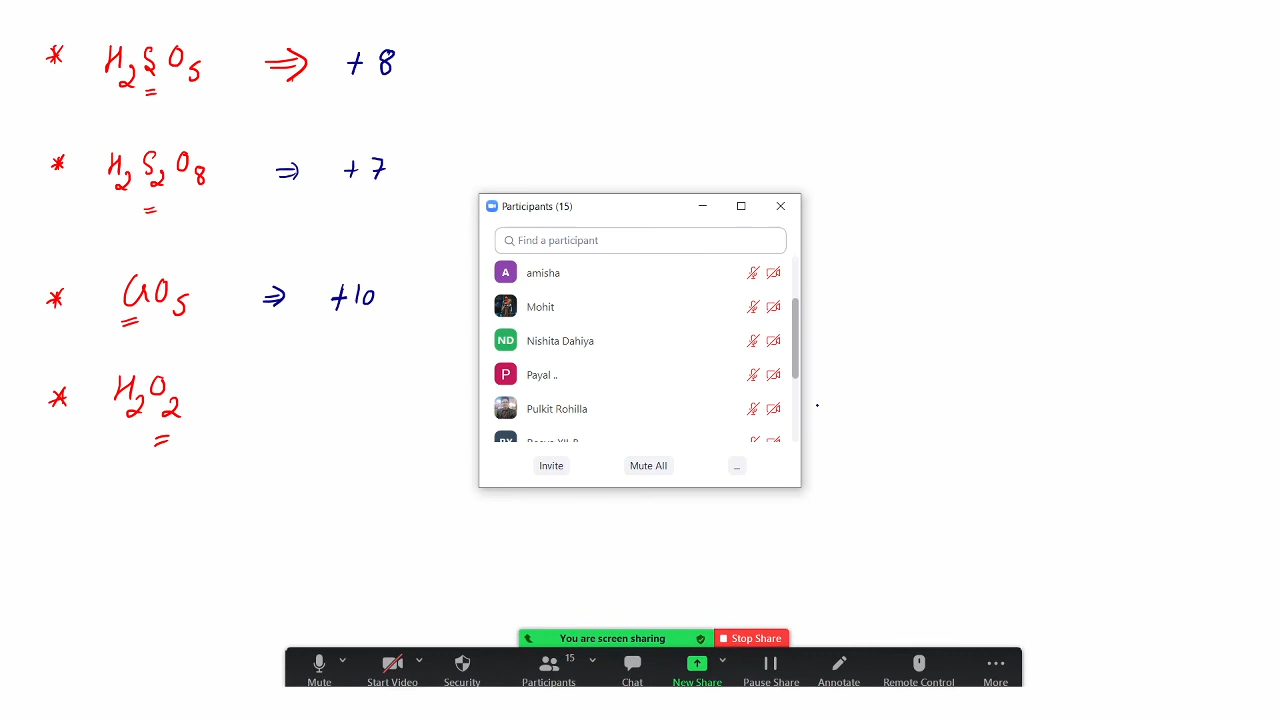 * H₂SO₅ ⇒ + 8
* H₂S₂O₈ ⇒ + 7
* CrO₅ ⇒ +10
* H₂O₂
Participants (15)
Find a participant
A amisha
Mohit
ND Nishita Dahiya
P Payal ..
Pulkit Rohilla
Invite Mute All ...
You are screen sharing Stop Share
15
Mute Start Video Security Participants Chat New Share Pause Share Annotate Remote Control More